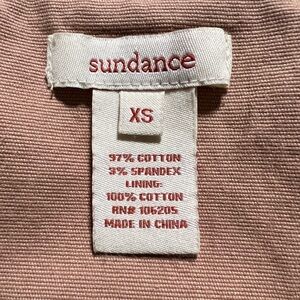 sundance
XS
97% COTTON
3% SPANDEX
LINING:
100% COTTON
RN# 106205
MADE IN CHINA